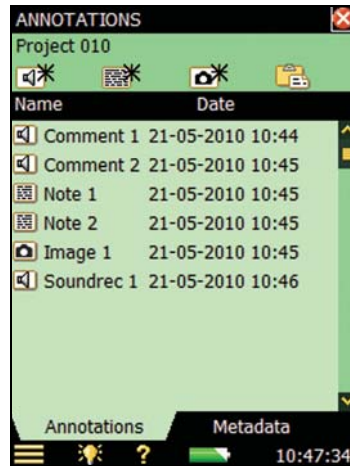 ANNOTATIONS
Project 010
Name Date
Comment 1 21-05-2010 10:44
Comment 2 21-05-2010 10:45
Note 1 21-05-2010 10:45
Note 2 21-05-2010 10:45
Image 1 21-05-2010 10:45
Soundrec 1 21-05-2010 10:46
Annotations Metadata
? 10:47:34